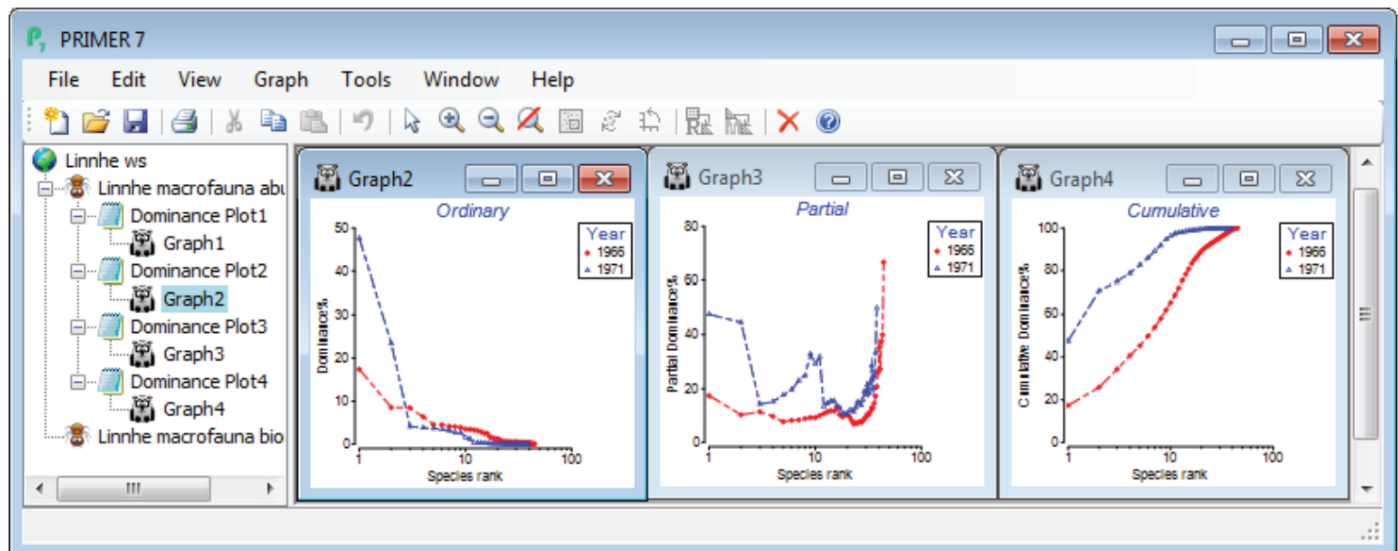 P7 PRIMER 7
File Edit View Graph Tools Window Help
Linnhe ws
Linnhe macrofauna abu
Dominance Plot1
Graph1
Dominance Plot2
Graph2
Dominance Plot3
Graph3
Dominance Plot4
Graph4
Linnhe macrofauna bio
Graph2
Ordinary
Year
1966
1971
Dominance%
50
40
30
20
10
0
1 10 100
Species rank
Graph3
Partial
Year
1966
1971
Partial Dominance%
80
60
40
20
0
1 10 100
Species rank
Graph4
Cumulative
Year
1966
1971
Cumulative Dominance%
100
80
60
40
20
0
1 10 100
Species rank